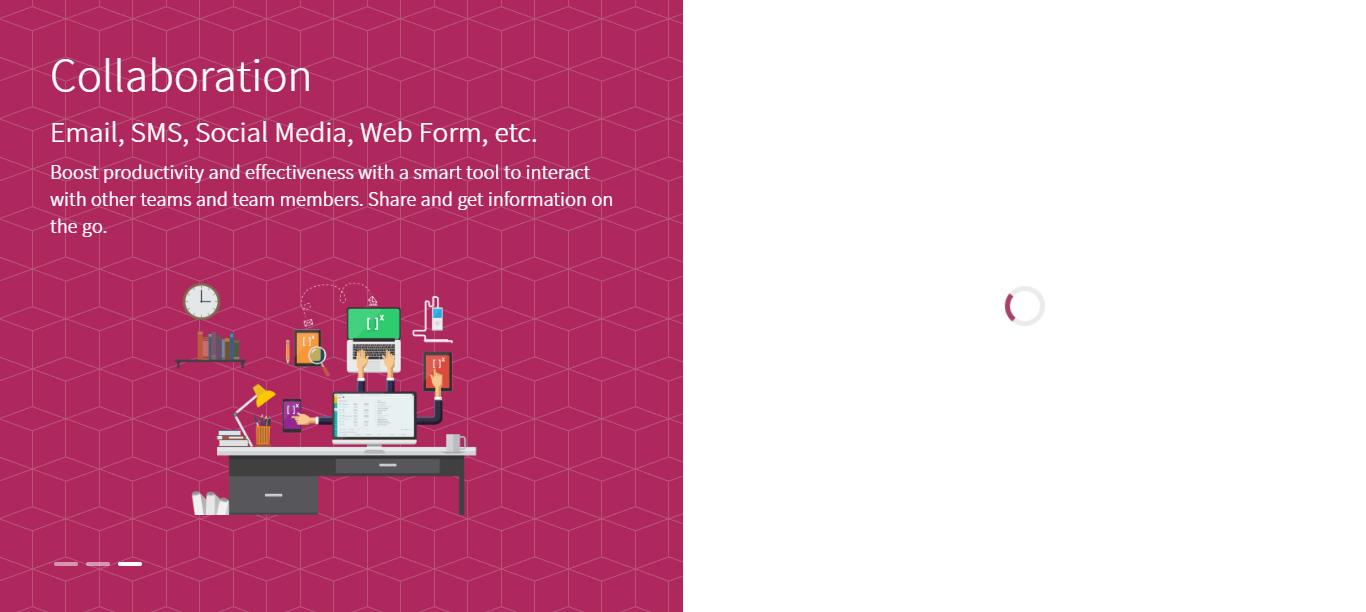 Collaboration
Email, SMS, Social Media, Web Form, etc.
Boost productivity and effectiveness with a smart tool to interact
with other teams and team members. Share and get information on
the go.
[ ]x
[ ]x
[ ]x
[ ]x